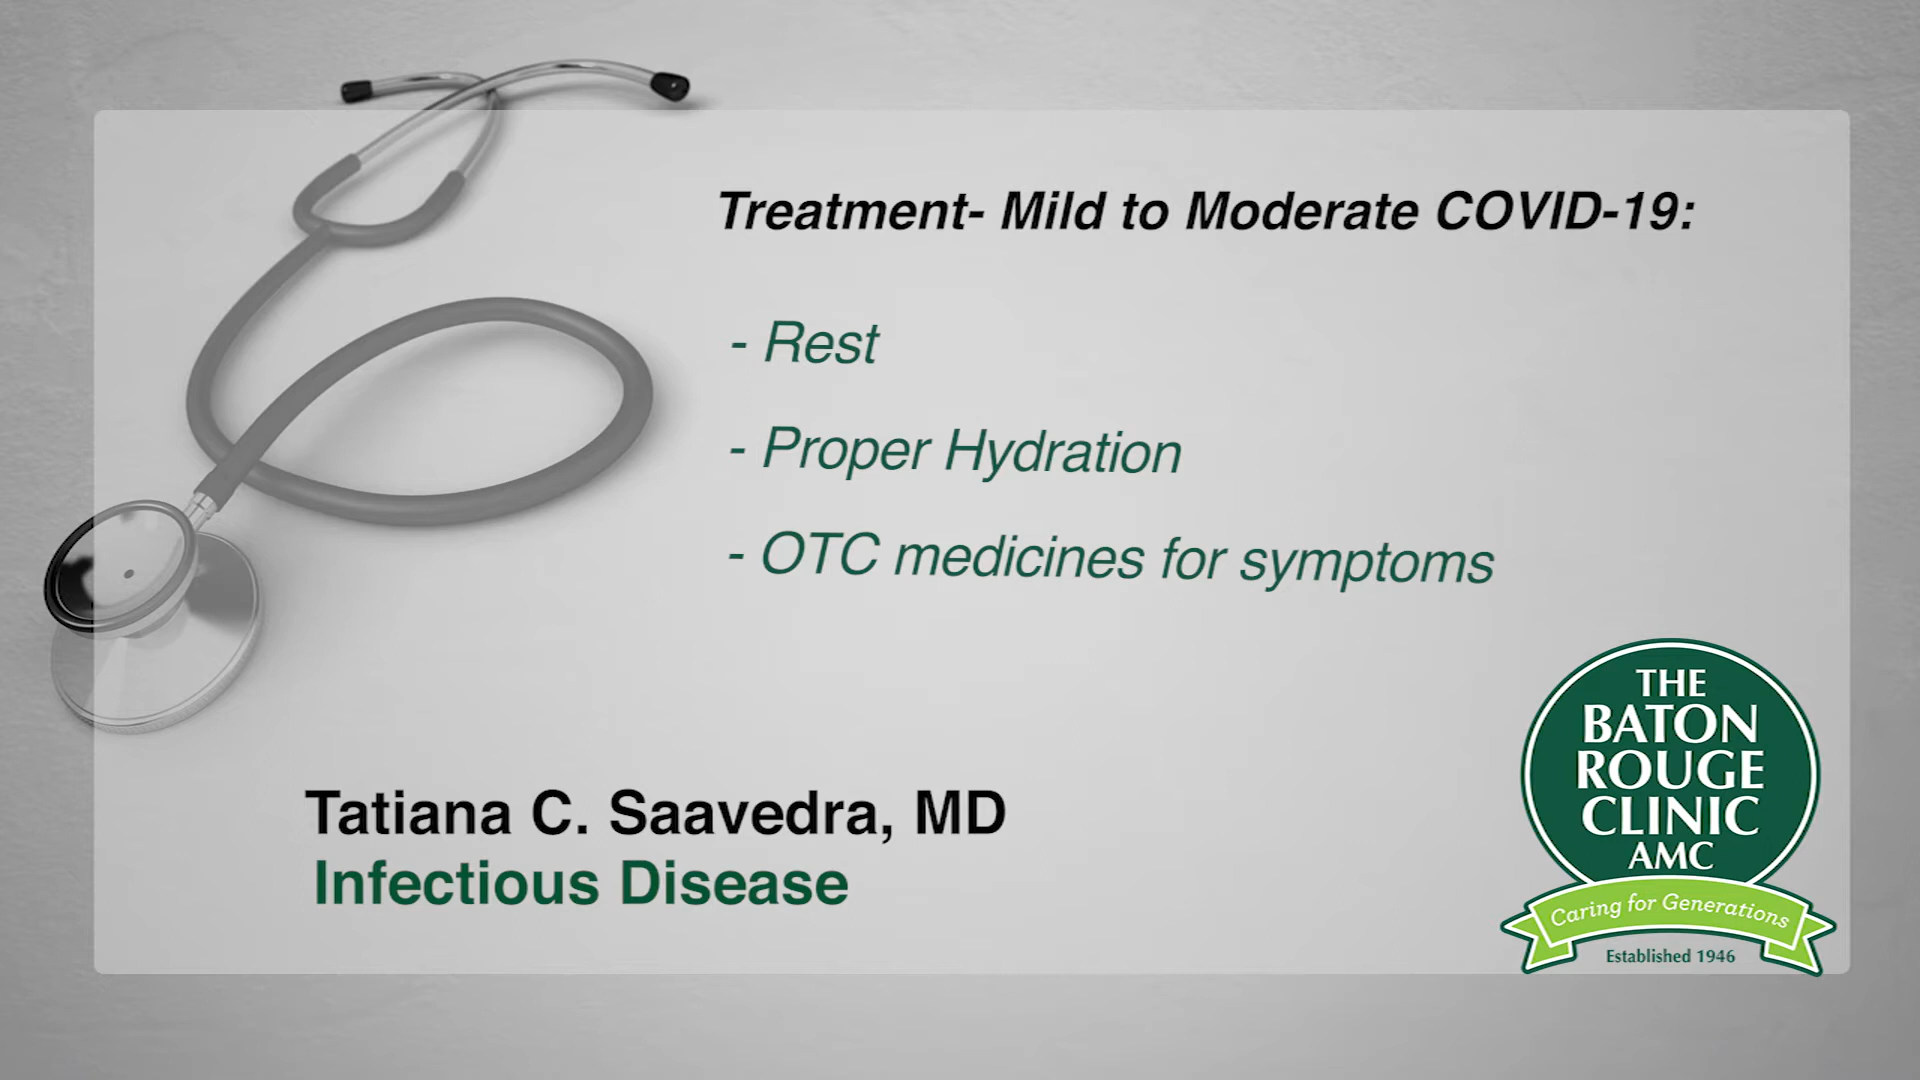 Treatment- Mild to Moderate COVID-19:
- Rest
- Proper Hydration
- OTC medicines for symptoms
Tatiana C. Saavedra, MD
Infectious Disease
THE
BATON
ROUGE
CLINIC
AMC
Caring for Generations
Established 1946